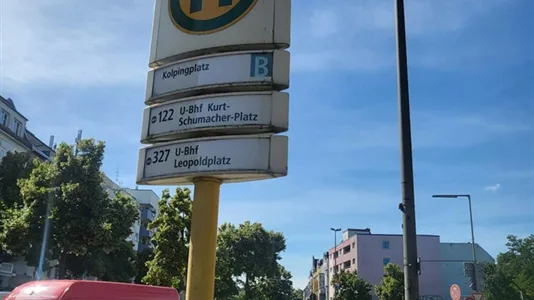 H
Kolpingplatz B
122 U-Bhf Kurt-
Schumacher-Platz
327 U-Bhf
Leopoldplatz